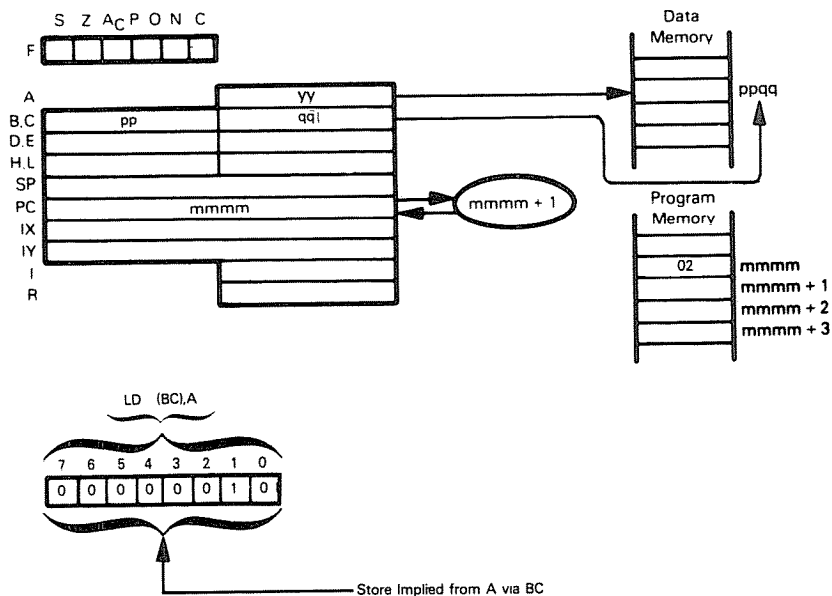 S Z AC P O N C
F
Data
Memory
A
yy
ppqq
B,C
pp
qq
D,E
H,L
SP
PC
mmmm
mmmm + 1
IX
IY
I
R
Program
Memory
02
mmmm
mmmm + 1
mmmm + 2
mmmm + 3
LD (BC),A
7 6 5 4 3 2 1 0
0 0 0 0 0 0 1 0
Store Implied from A via BC